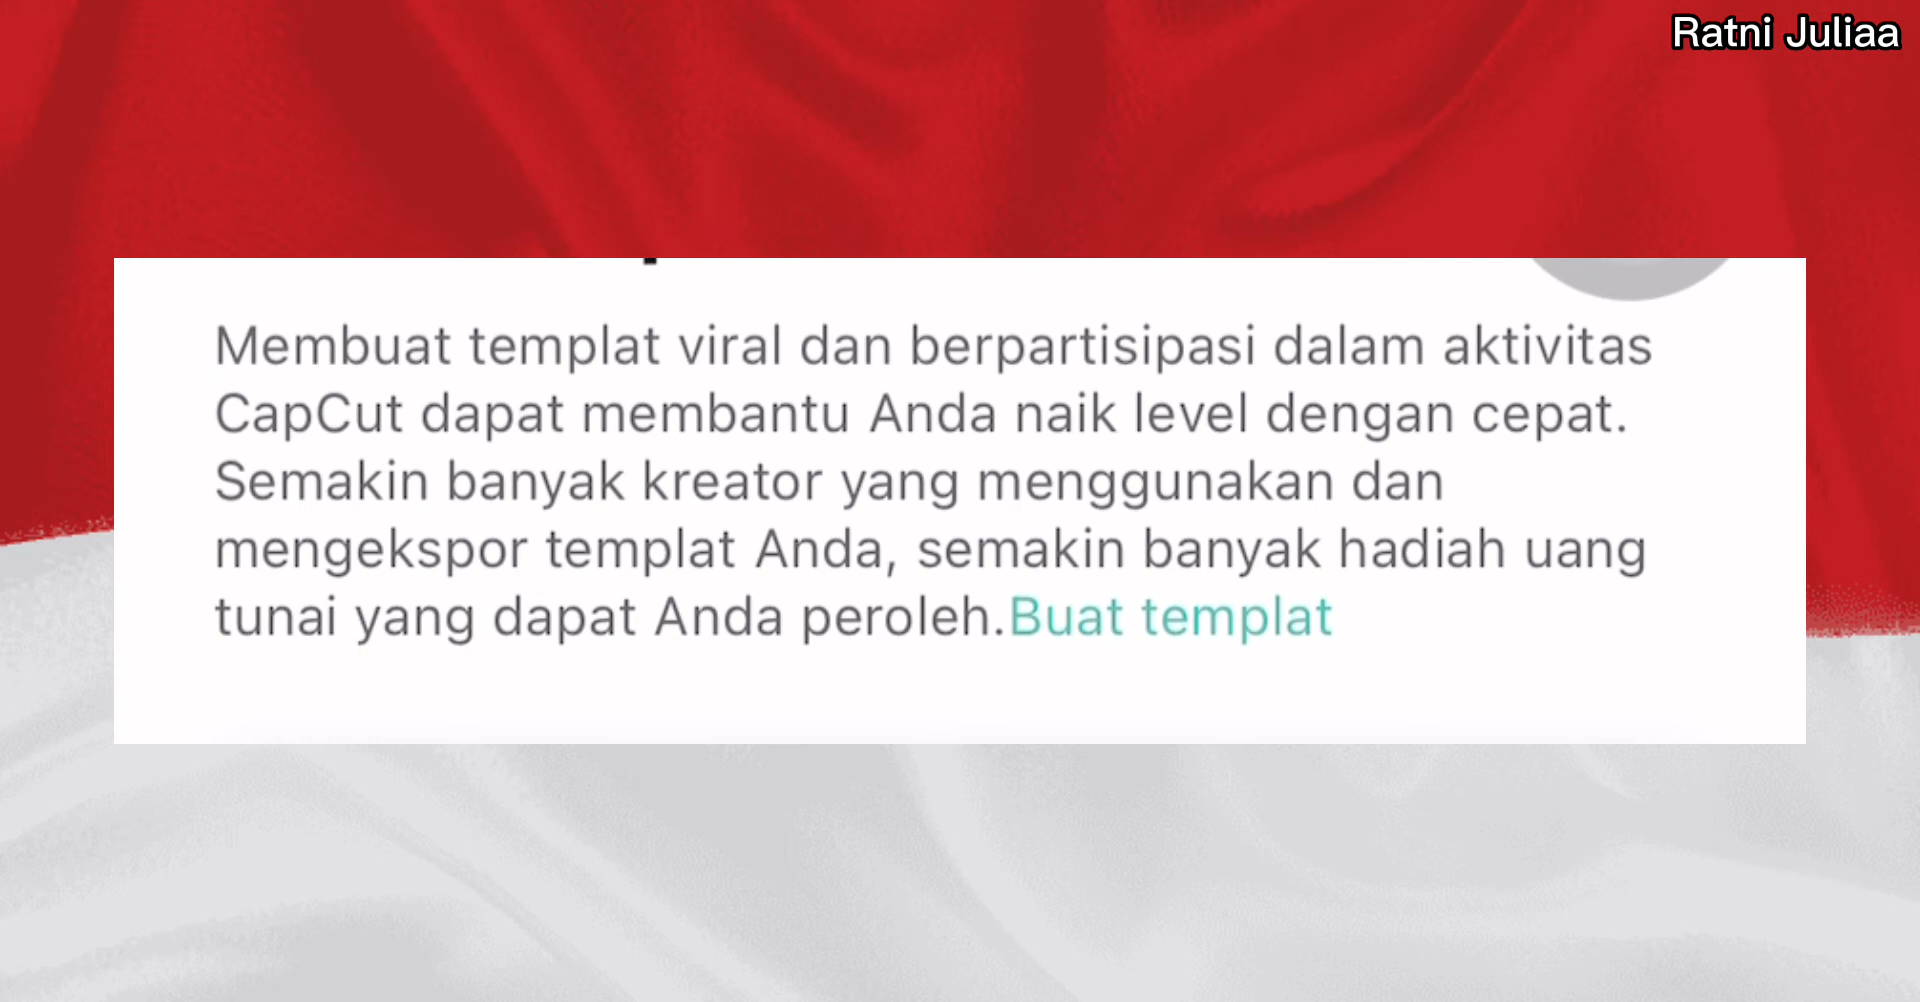 Ratni Juliaa
Membuat templat viral dan berpartisipasi dalam aktivitas
CapCut dapat membantu Anda naik level dengan cepat.
Semakin banyak kreator yang menggunakan dan
mengekspor templat Anda, semakin banyak hadiah uang
tunai yang dapat Anda peroleh.Buat templat